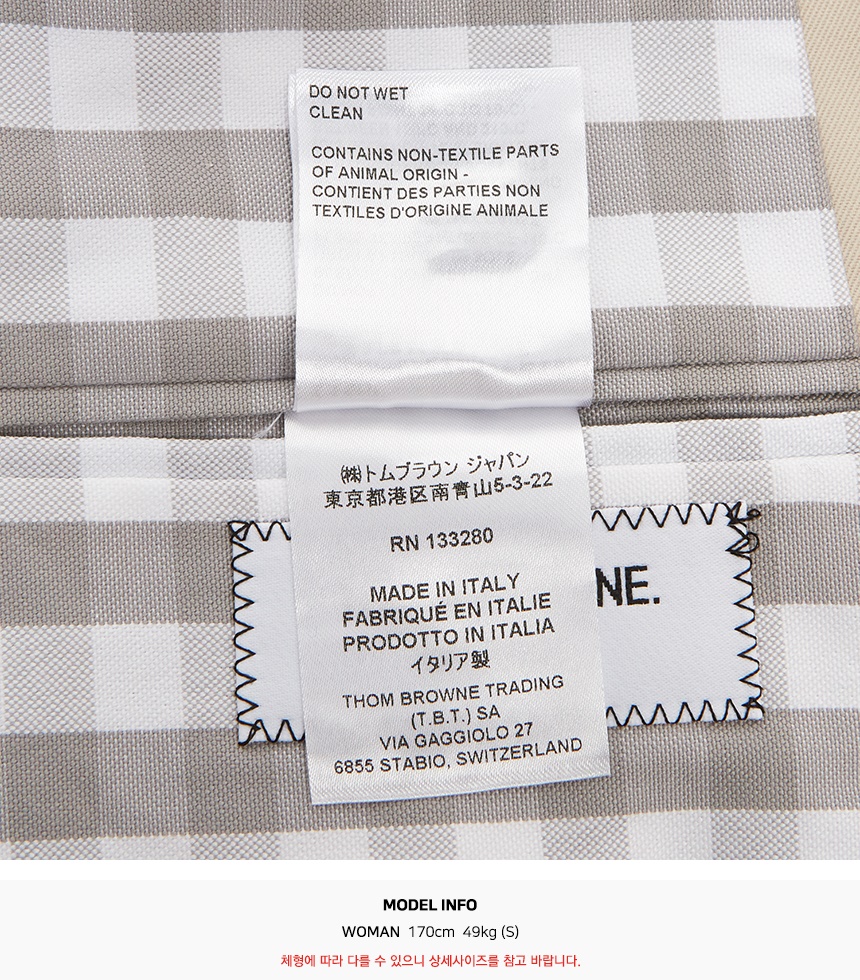 DO NOT WET
CLEAN
CONTAINS NON-TEXTILE PARTS
OF ANIMAL ORIGIN -
CONTIENT DES PARTIES NON
TEXTILES D'ORIGINE ANIMALE
㈱トムブラウン ジャパン
東京都港区南青山5-3-22
RN 133280
MADE IN ITALY
FABRIQUÉ EN ITALIE
PRODOTTO IN ITALIA
イタリア製
THOM BROWNE TRADING
(T.B.T.) SA
VIA GAGGIOLO 27
6855 STABIO, SWITZERLAND
NE.
MODEL INFO
WOMAN 170cm 49kg (S)
체형에 따라 다를 수 있으니 상세사이즈를 참고 바랍니다.